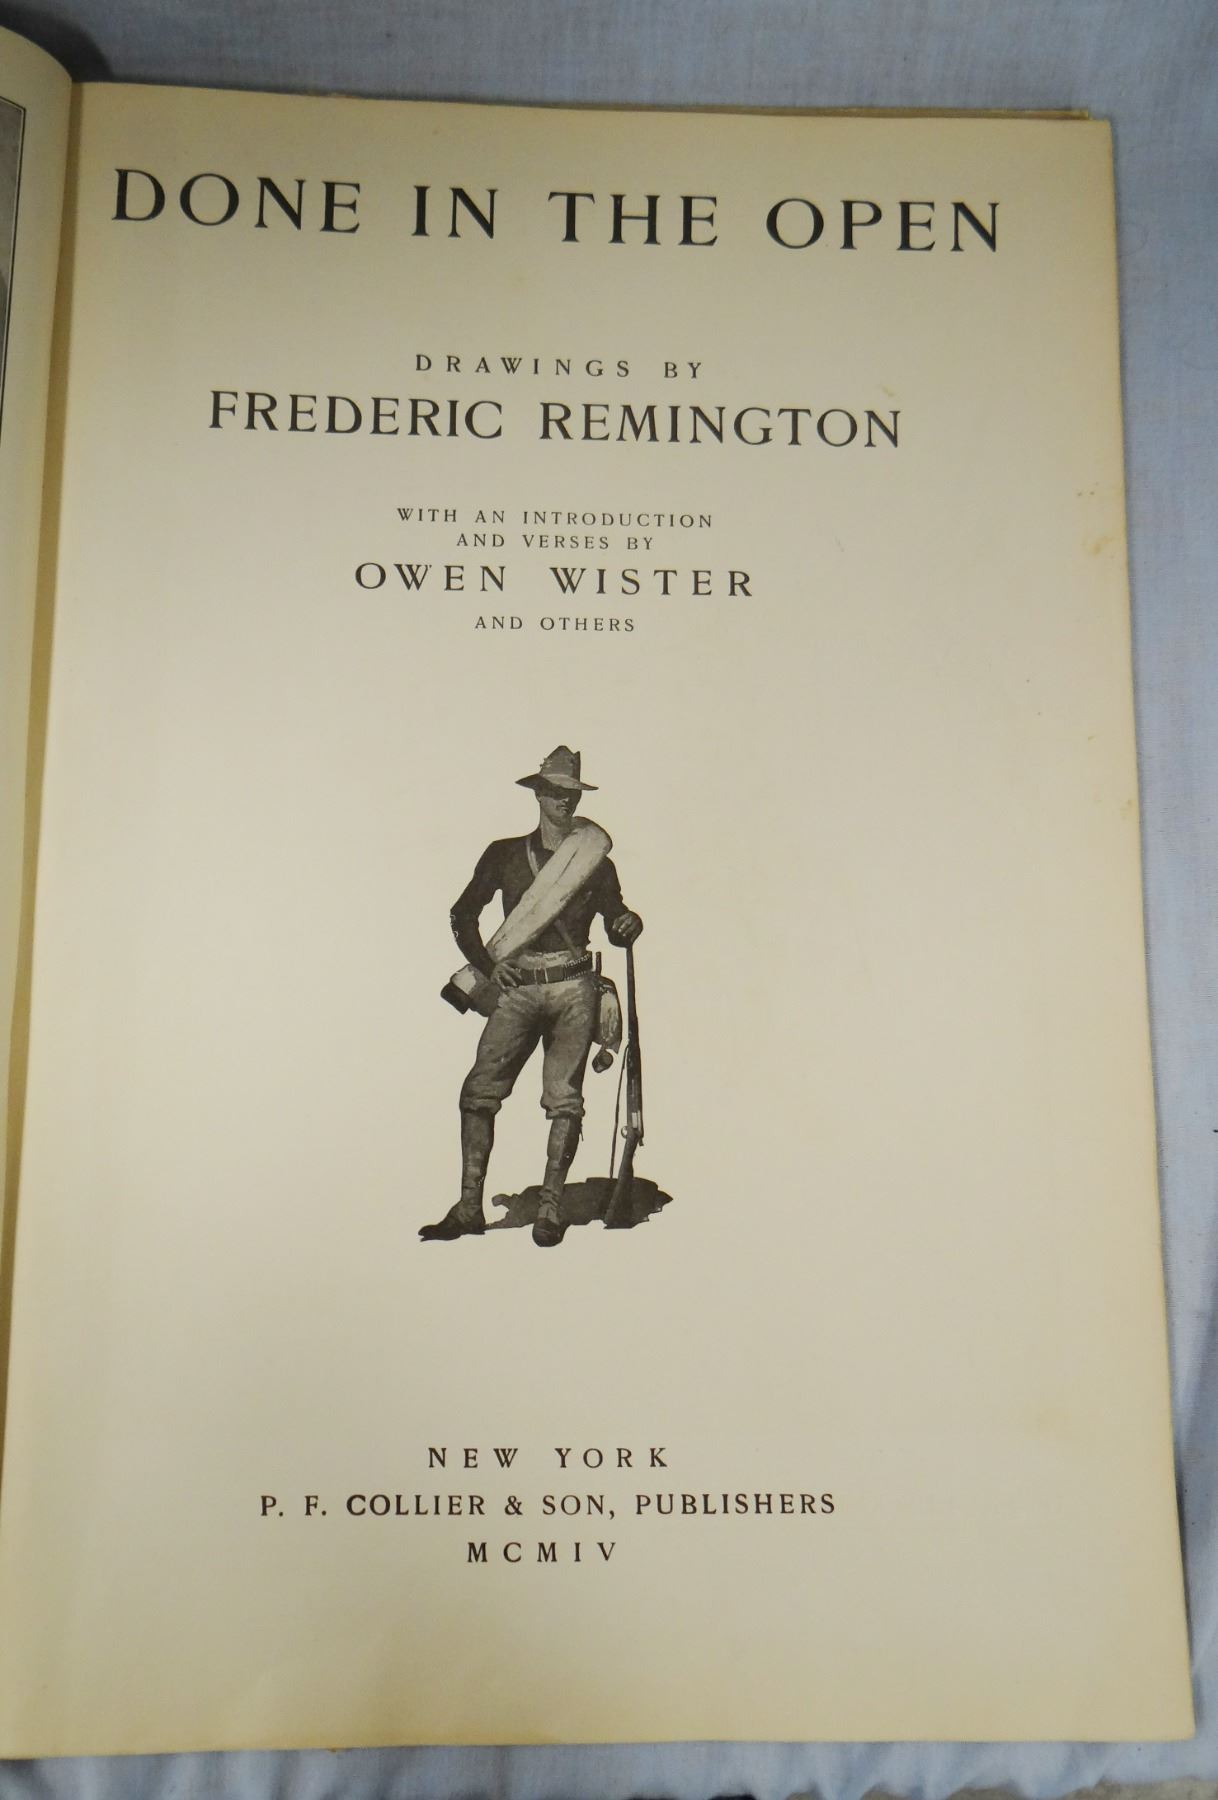 DONE IN THE OPEN
DRAWINGS BY
FREDERIC REMINGTON
WITH AN INTRODUCTION
AND VERSES BY
OWEN WISTER
AND OTHERS
NEW YORK
P. F. COLLIER & SON, PUBLISHERS
MCMIV